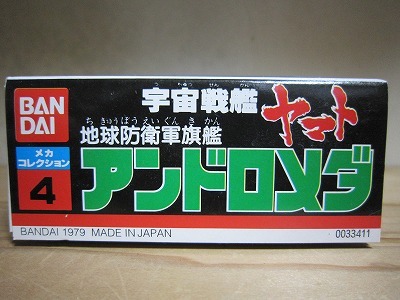 BAN
DAI
メカ
コレクション
4
宇宙戦艦
ヤマト
ちきゅうぼうえいぐんきかん
地球防衛軍旗艦
アンドロメダ
BANDAI 1979 MADE IN JAPAN
0033411